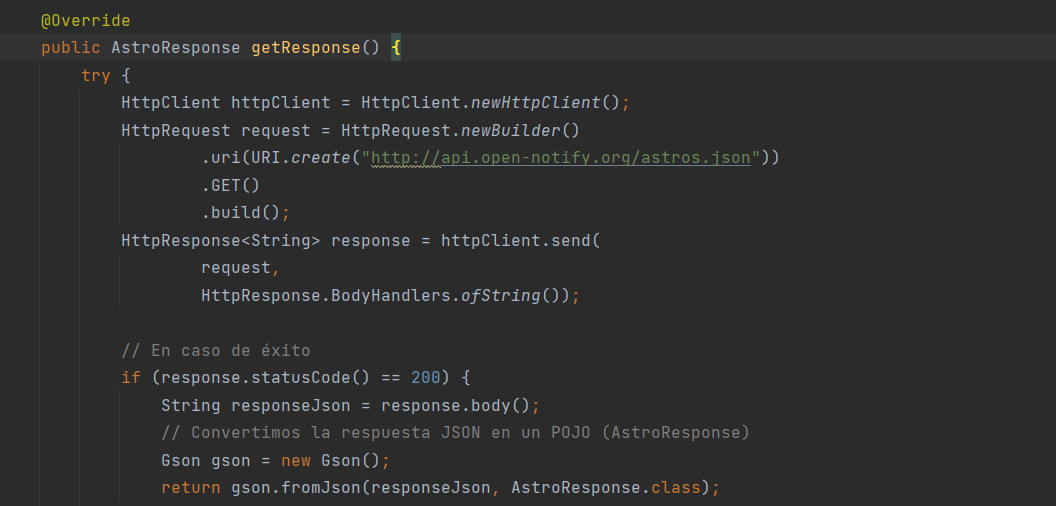 @Override
public AstroResponse getResponse() {
try {
HttpClient httpClient = HttpClient.newHttpClient();
HttpRequest request = HttpRequest.newBuilder()
.uri(URI.create("http://api.open-notify.org/astros.json"))
.GET()
.build();
HttpResponse<String> response = httpClient.send(
request,
HttpResponse.BodyHandlers.ofString());
// En caso de éxito
if (response.statusCode() == 200) {
String responseJson = response.body();
// Convertimos la respuesta JSON en un POJO (AstroResponse)
Gson gson = new Gson();
return gson.fromJson(responseJson, AstroResponse.class);